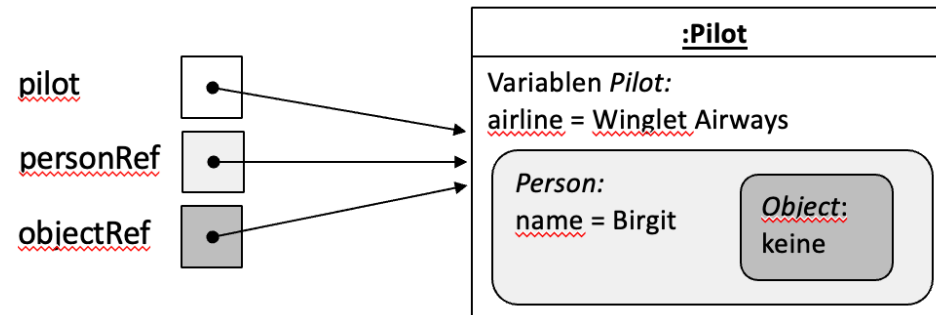 pilot
personRef
objectRef
:Pilot
Variablen Pilot:
airline = Winglet Airways
Person:
name = Birgit
Object:
keine